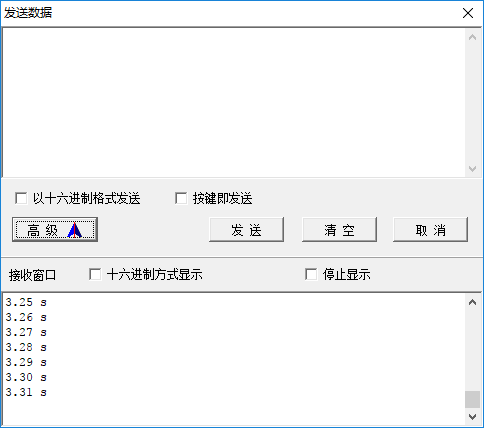 发送数据
以十六进制格式发送 按键即发送
高 级 发 送 清 空 取 消
接收窗口 十六进制方式显示 停止显示
3.25 s
3.26 s
3.27 s
3.28 s
3.29 s
3.30 s
3.31 s